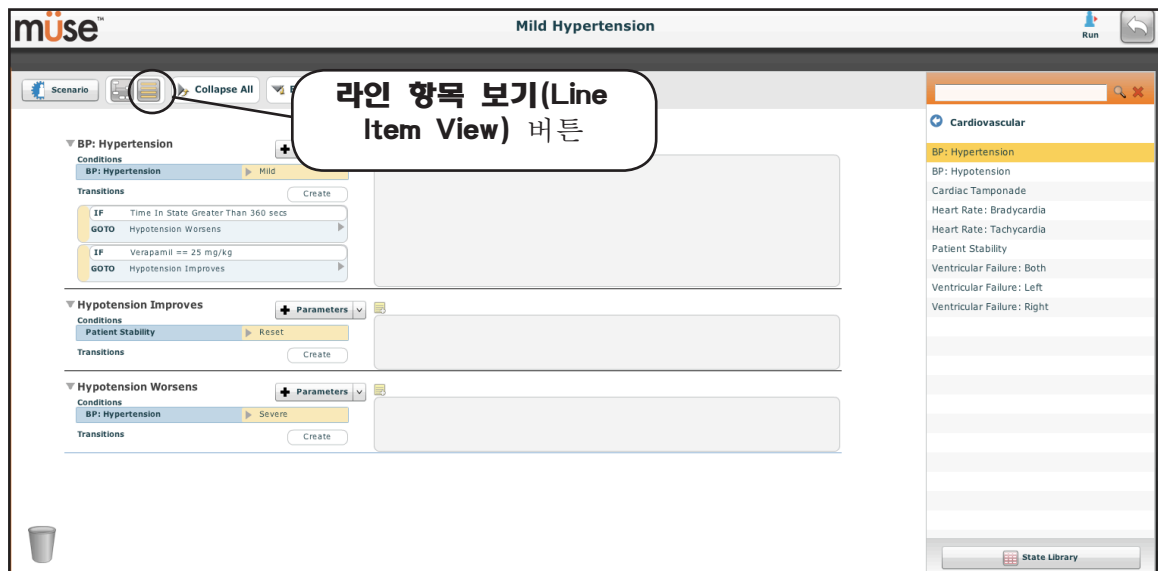 müse™
Mild Hypertension
Run
Scenario
Collapse All
라인 항목 보기(Line
Item View) 버튼
BP: Hypertension
Conditions
BP: Hypertension Mild
Transitions Create
IF Time In State Greater Than 360 secs
GOTO Hypotension Worsens
IF Verapamil == 25 mg/kg
GOTO Hypotension Improves
Hypotension Improves Parameters
Conditions
Patient Stability Reset
Transitions Create
Hypotension Worsens Parameters
Conditions
BP: Hypertension Severe
Transitions Create
Cardiovascular
BP: Hypertension
BP: Hypotension
Cardiac Tamponade
Heart Rate: Bradycardia
Heart Rate: Tachycardia
Patient Stability
Ventricular Failure: Both
Ventricular Failure: Left
Ventricular Failure: Right
State Library